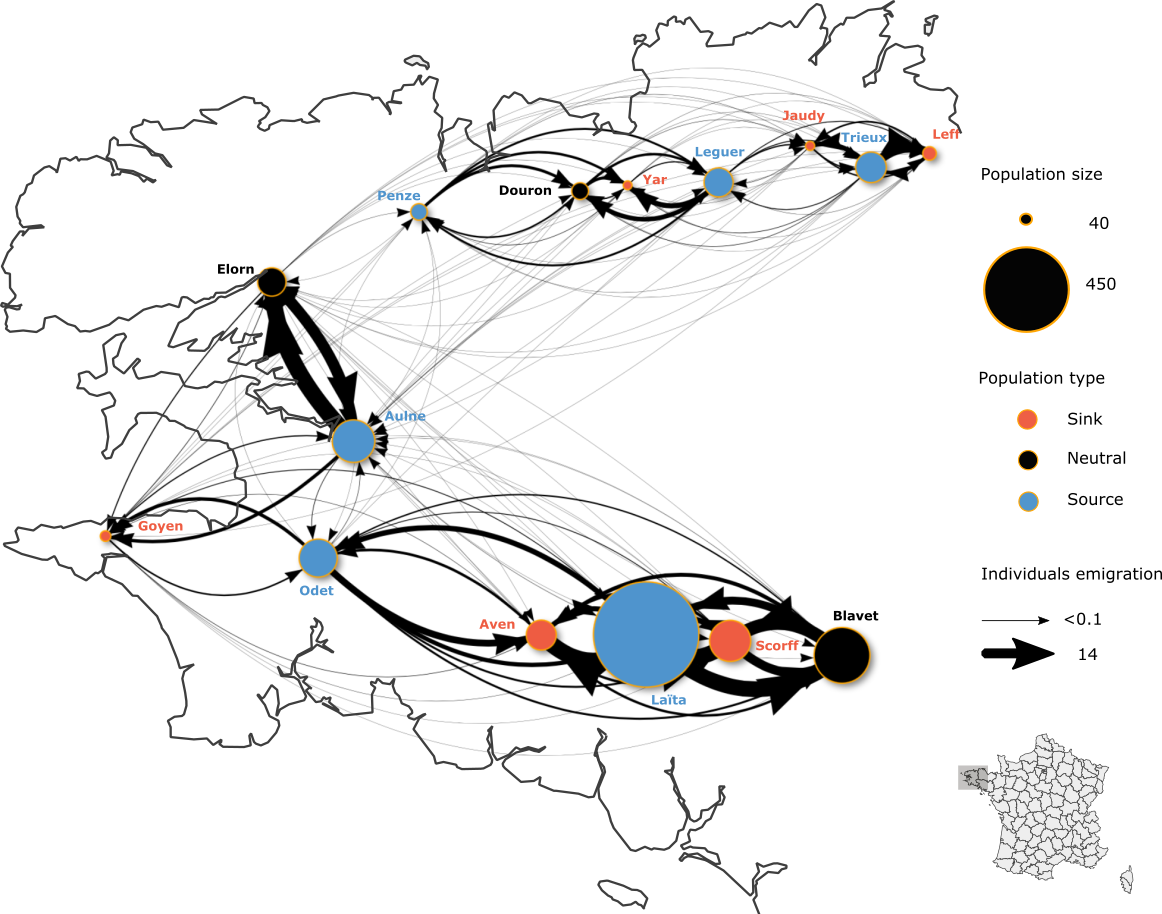 Jaudy
Leff
Trieux
Leguer
Yar
Douron
Penze
Elorn
Aulne
Goyen
Odet
Aven
Scorff
Blavet
Laïta
Population size
40
450
Population type
Sink
Neutral
Source
Individuals emigration
<0.1
14